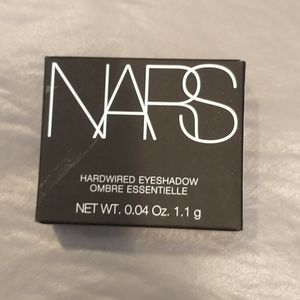 NARS
HARDWIRED EYESHADOW
OMBRE ESSENTIELLE
NET WT. 0.04 Oz. 1.1 g